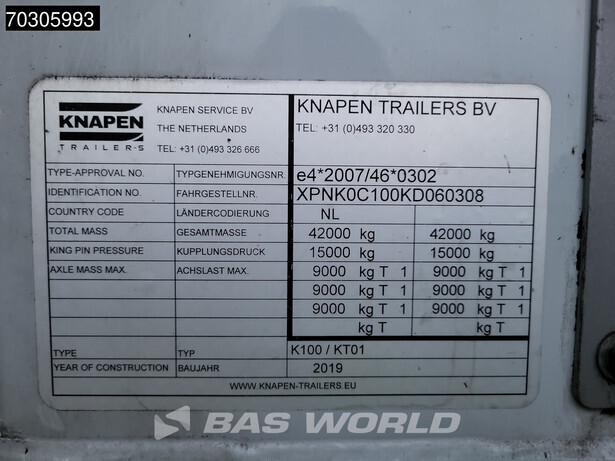 70305993
KNAPEN
TRAILERS
KNAPEN SERVICE BV
THE NETHERLANDS
TEL: +31 (0)493 326 666
KNAPEN TRAILERS BV
TEL: +31 (0)493 320 330
TYPE-APPROVAL NO. TYPGENEHMIGUNGSNR. e4*2007/46*0302
IDENTIFICATION NO. FAHRGESTELLNR. XPNK0C100KD060308
COUNTRY CODE LÄNDERCODIERUNG NL
TOTAL MASS GESAMTMASSE 42000 kg 42000 kg
KING PIN PRESSURE KUPPLUNGSDRUCK 15000 kg 15000 kg
AXLE MASS MAX. ACHSLAST MAX. 9000 kg T 1 9000 kg T 1
9000 kg T 1 9000 kg T 1
9000 kg T 1 9000 kg T 1
kg T kg T
TYPE TYP K100 / KT01
YEAR OF CONSTRUCTION BAUJAHR 2019
WWW.KNAPEN-TRAILERS.EU
BAS WORLD